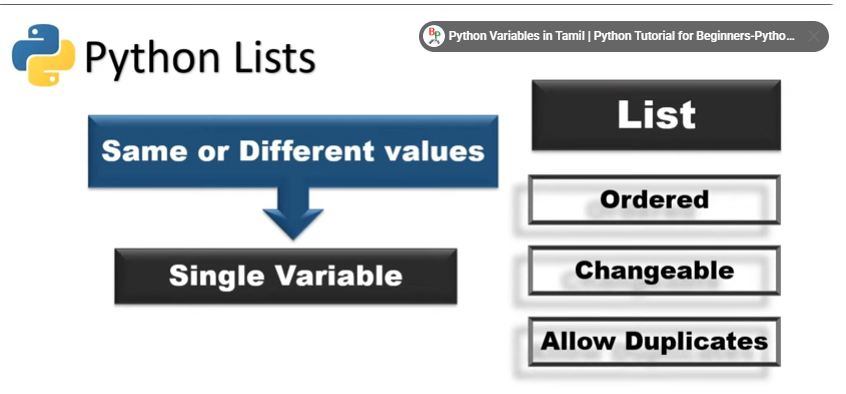 Python Lists
BP Python Variables in Tamil | Python Tutorial for Beginners-Pytho...
Same or Different values
Single Variable
List
Ordered
Changeable
Allow Duplicates